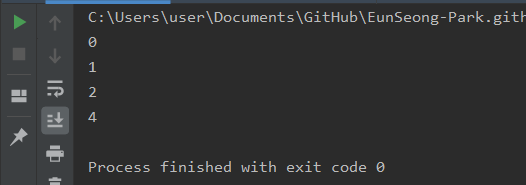 C:\Users\user\Documents\GitHub\EunSeong-Park.gith
0
1
2
4
Process finished with exit code 0